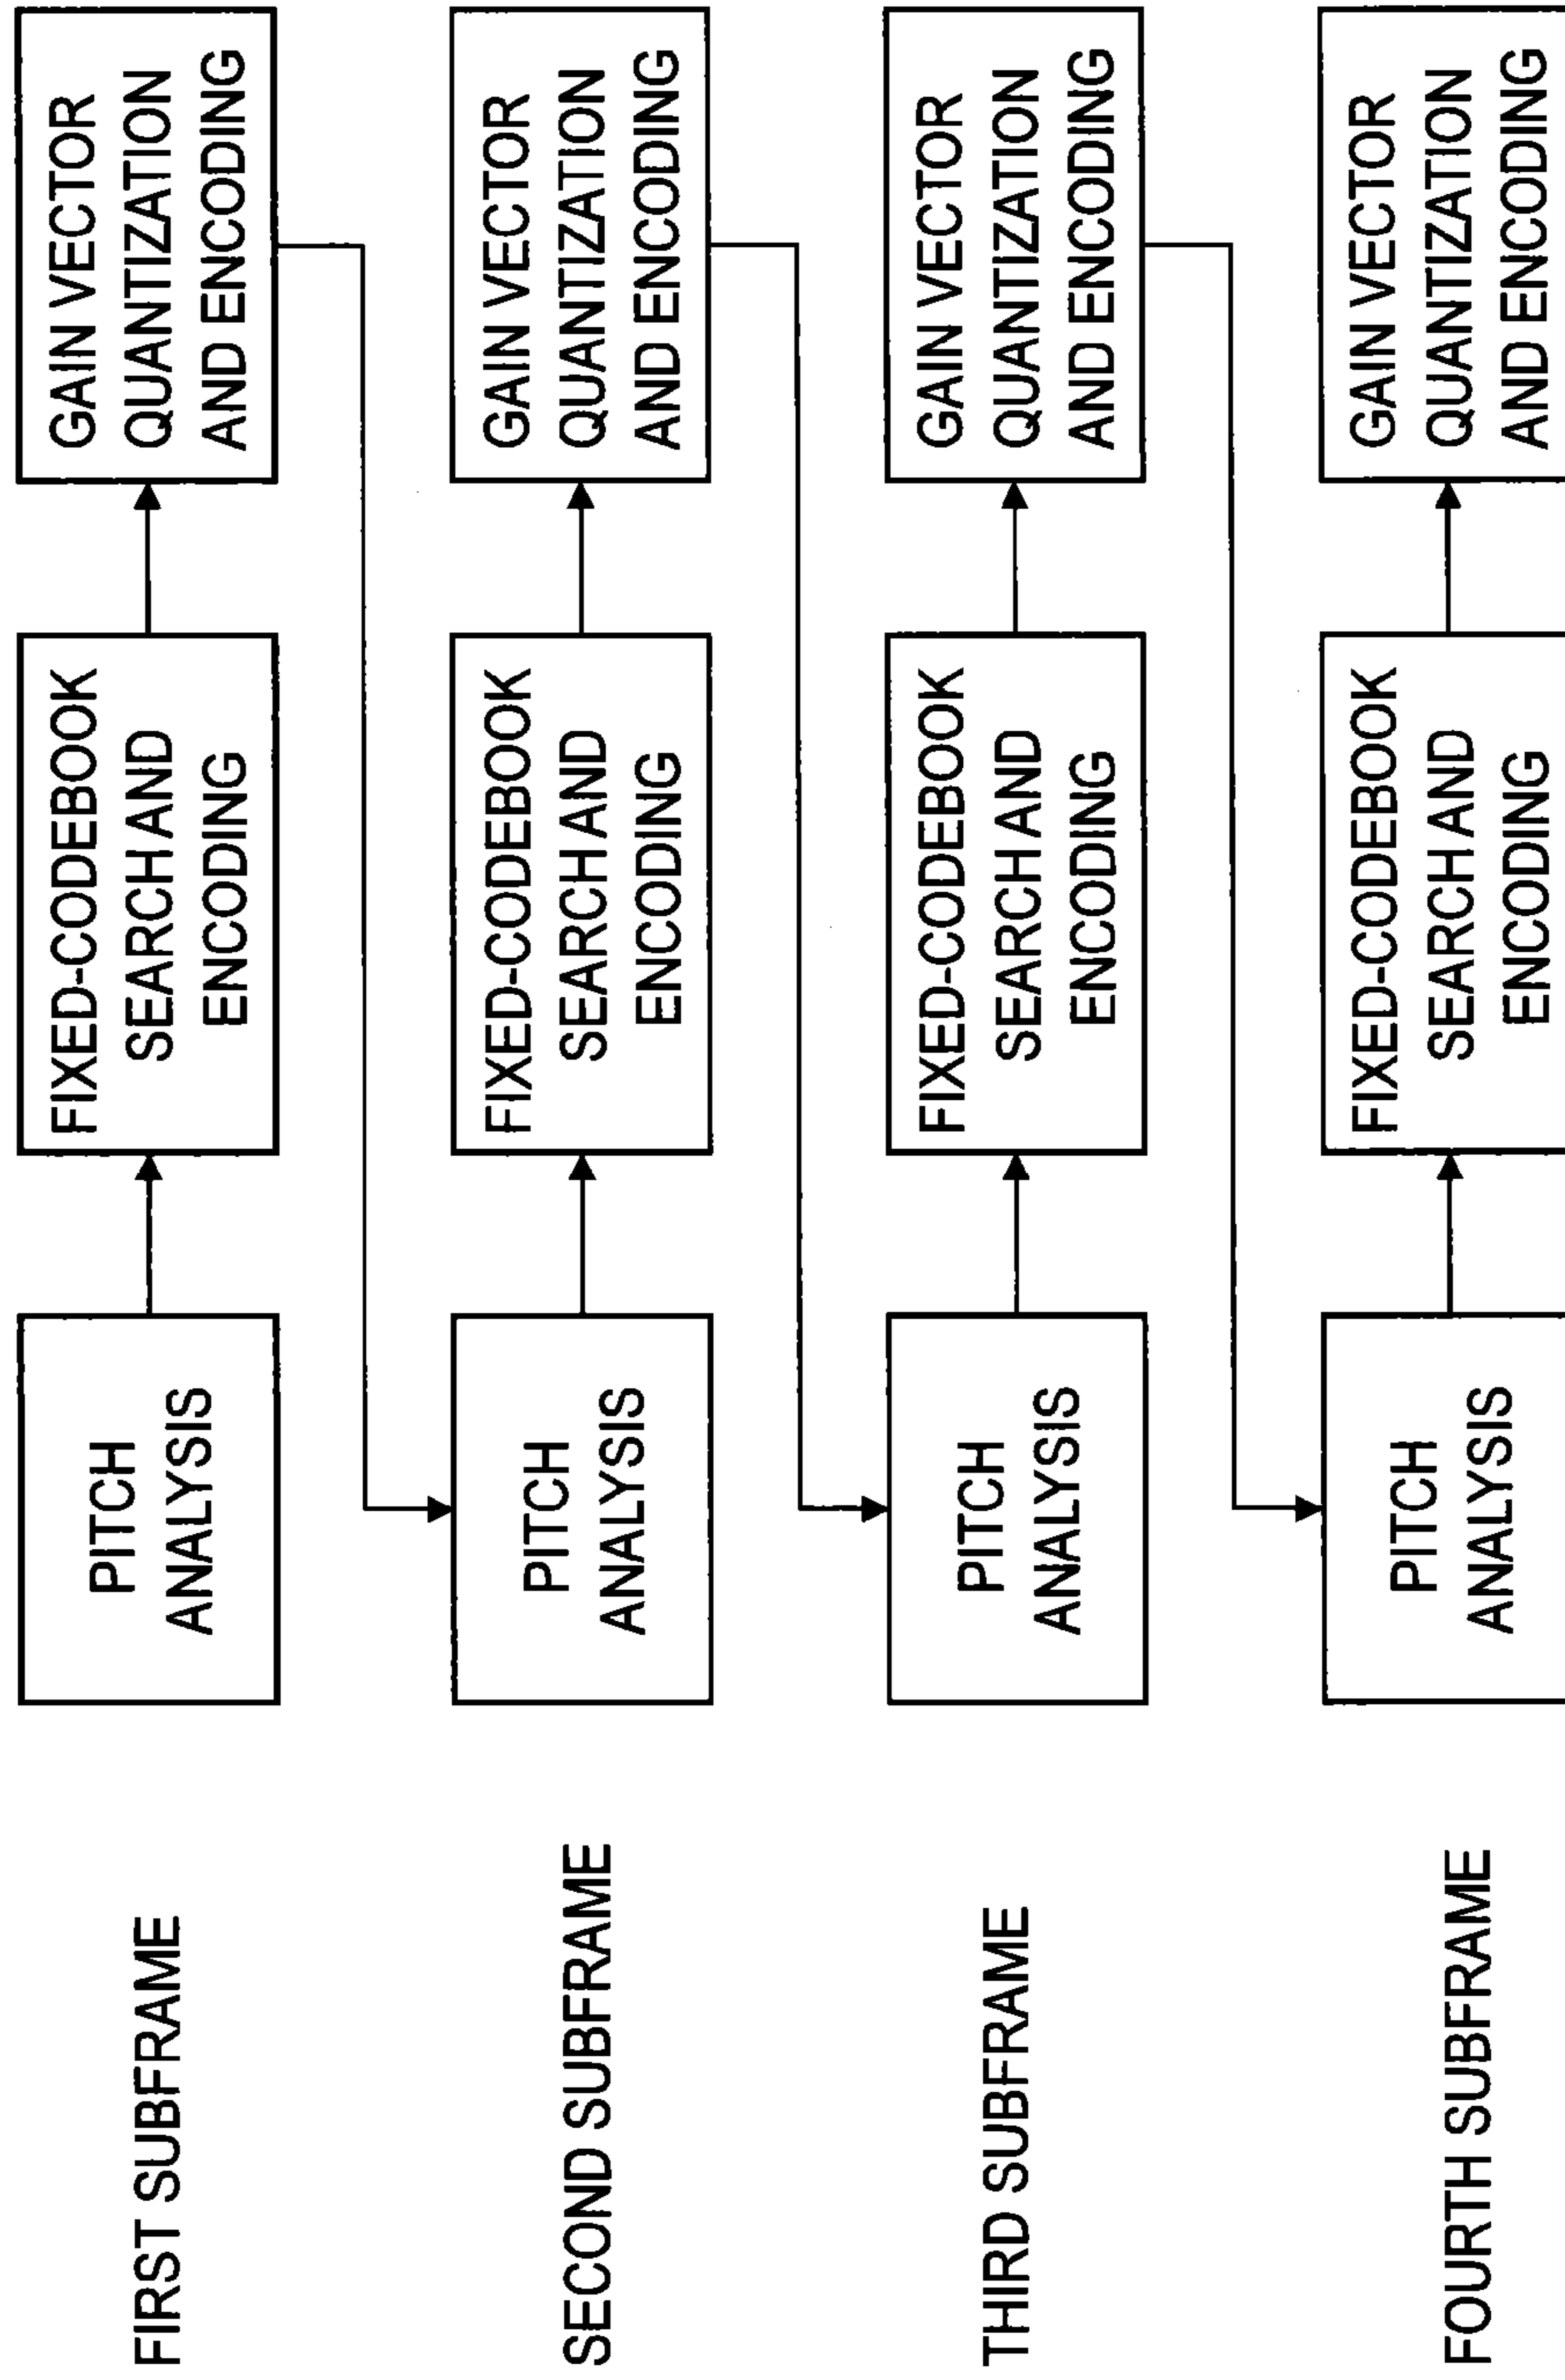 FIRST SUBFRAME
PITCH
ANALYSIS
FIXED-CODEBOOK
SEARCH AND
ENCODING
GAIN VECTOR
QUANTIZATION
AND ENCODING
SECOND SUBFRAME
PITCH
ANALYSIS
FIXED-CODEBOOK
SEARCH AND
ENCODING
GAIN VECTOR
QUANTIZATION
AND ENCODING
THIRD SUBFRAME
PITCH
ANALYSIS
FIXED-CODEBOOK
SEARCH AND
ENCODING
GAIN VECTOR
QUANTIZATION
AND ENCODING
FOURTH SUBFRAME
PITCH
ANALYSIS
FIXED-CODEBOOK
SEARCH AND
ENCODING
GAIN VECTOR
QUANTIZATION
AND ENCODING